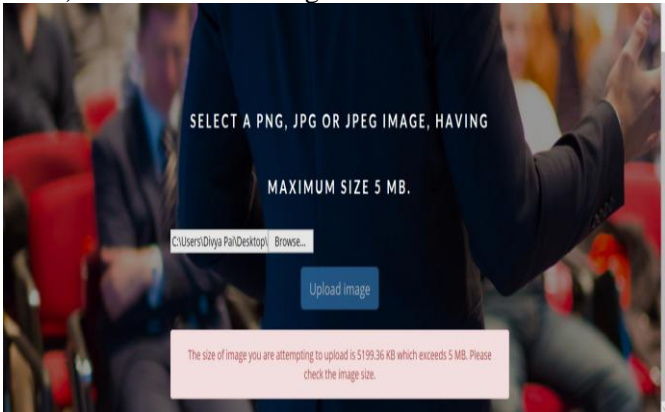 SELECT A PNG, JPG OR JPEG IMAGE, HAVING
MAXIMUM SIZE 5 MB.
C:\Users\Divya Pai\Desktop\ Browse...
Upload image
The size of image you are attempting to upload is 5199.36 KB which exceeds 5 MB. Please
check the image size.